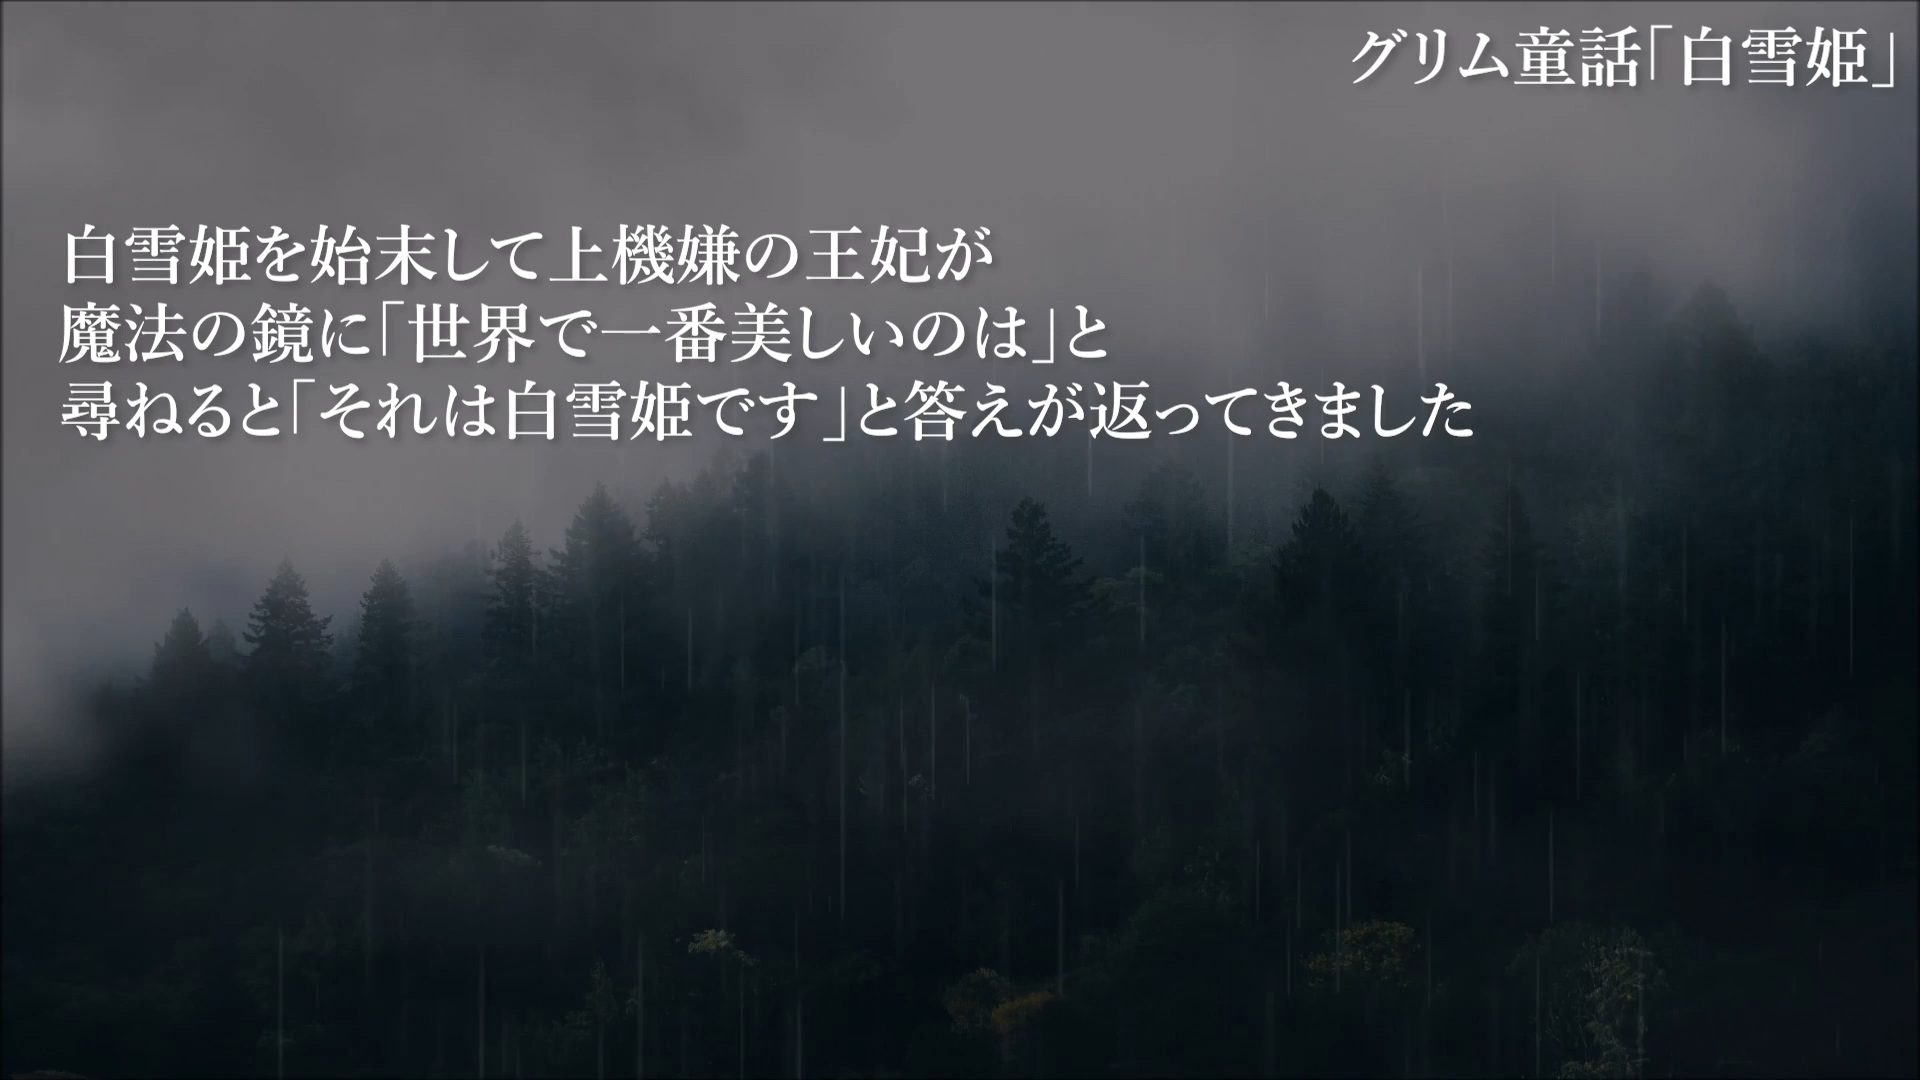 グリム童話「白雪姫」
白雪姫を始末して上機嫌の王妃が
魔法の鏡に「世界で一番美しいのは」と
尋ねると「それは白雪姫です」と答えが返ってきました